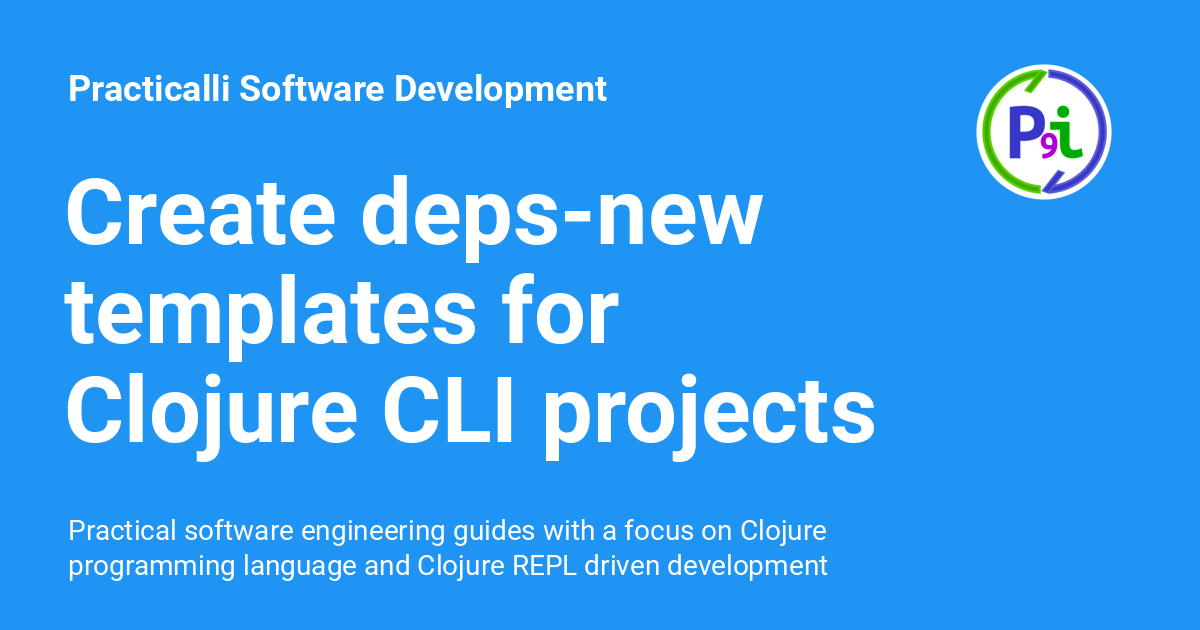 Practicalli Software Development
P9i
Create deps-new
templates for
Clojure CLI projects
Practical software engineering guides with a focus on Clojure
programming language and Clojure REPL driven development